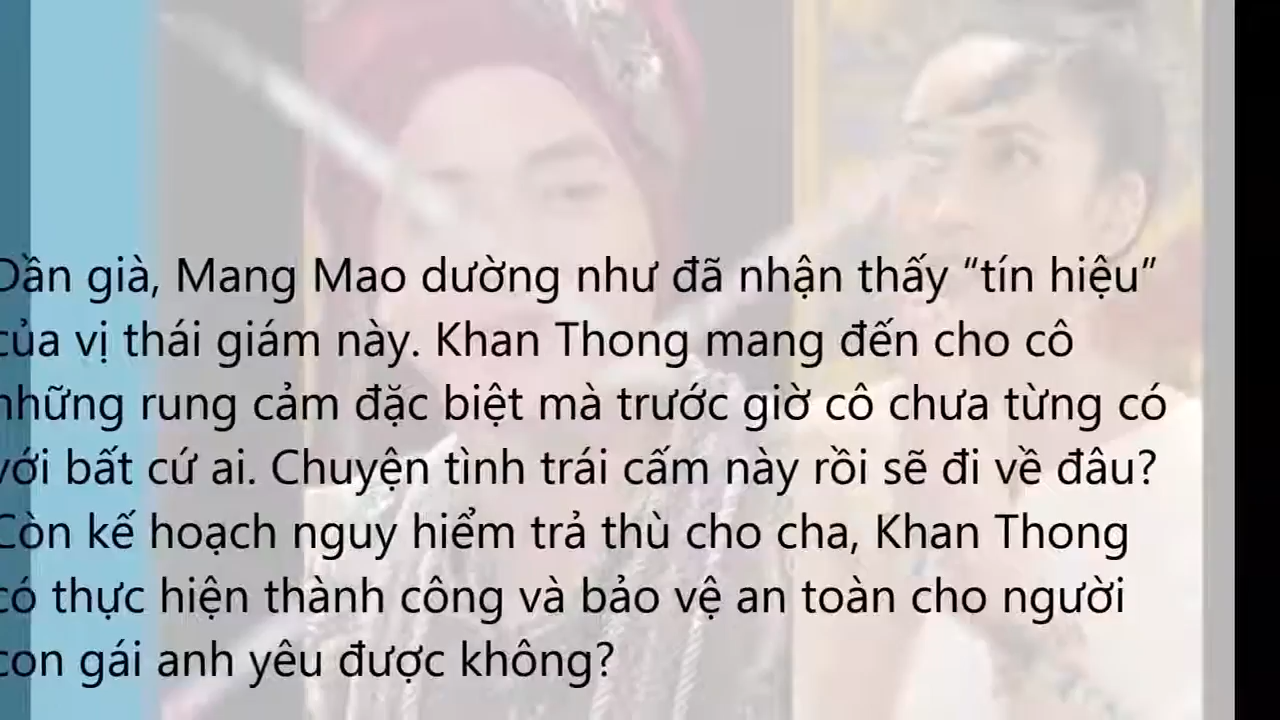 Dần già, Mang Mao dường như đã nhận thấy “tín hiệu”
của vị thái giám này. Khan Thong mang đến cho cô
những rung cảm đặc biệt mà trước giờ cô chưa từng có
với bất cứ ai. Chuyện tình trái cấm này rồi sẽ đi về đâu?
Còn kế hoạch nguy hiểm trả thù cho cha, Khan Thong
có thực hiện thành công và bảo vệ an toàn cho người
con gái anh yêu được không?